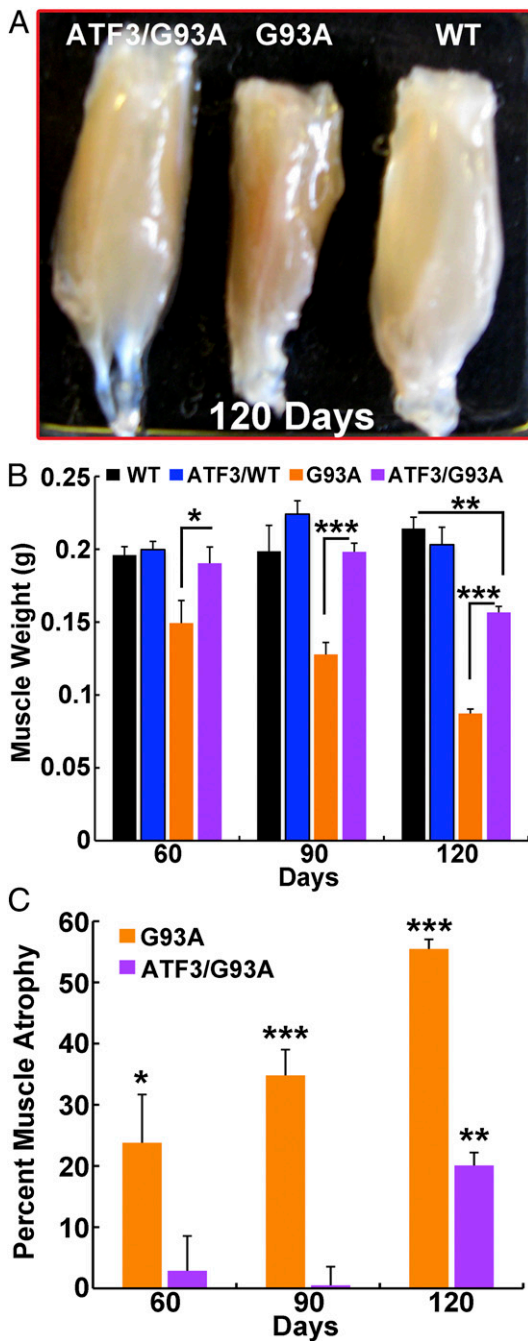 A
ATF3/G93A G93A WT
120 Days
B
WT ATF3/WT G93A ATF3/G93A
Muscle Weight (g)
0.25
0.2
0.15
0.1
0.05
0
* *** ** ***
60 90 120
Days
C
G93A
ATF3/G93A
Percent Muscle Atrophy
60
50
40
30
20
10
0
* *** *** **
60 90 120
Days